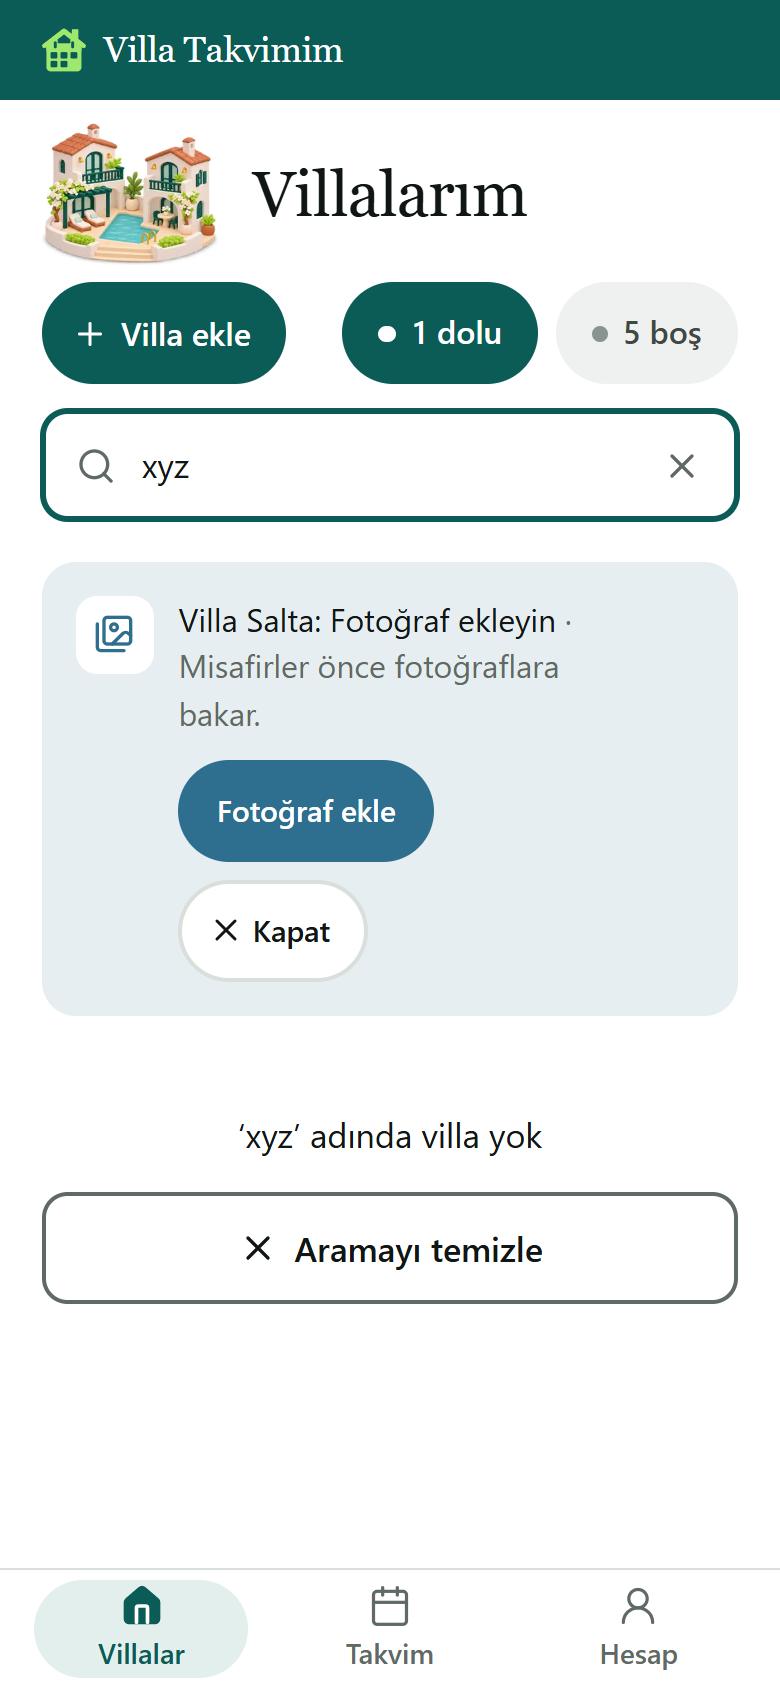 Villa Takvimim
Villalarım
Villa ekle
1 dolu
5 boş
xyz
Villa Salta: Fotoğraf ekleyin ·
Misafirler önce fotoğraflara
bakar.
Fotoğraf ekle
Kapat
‘xyz’ adında villa yok
Aramayı temizle
Villalar
Takvim
Hesap